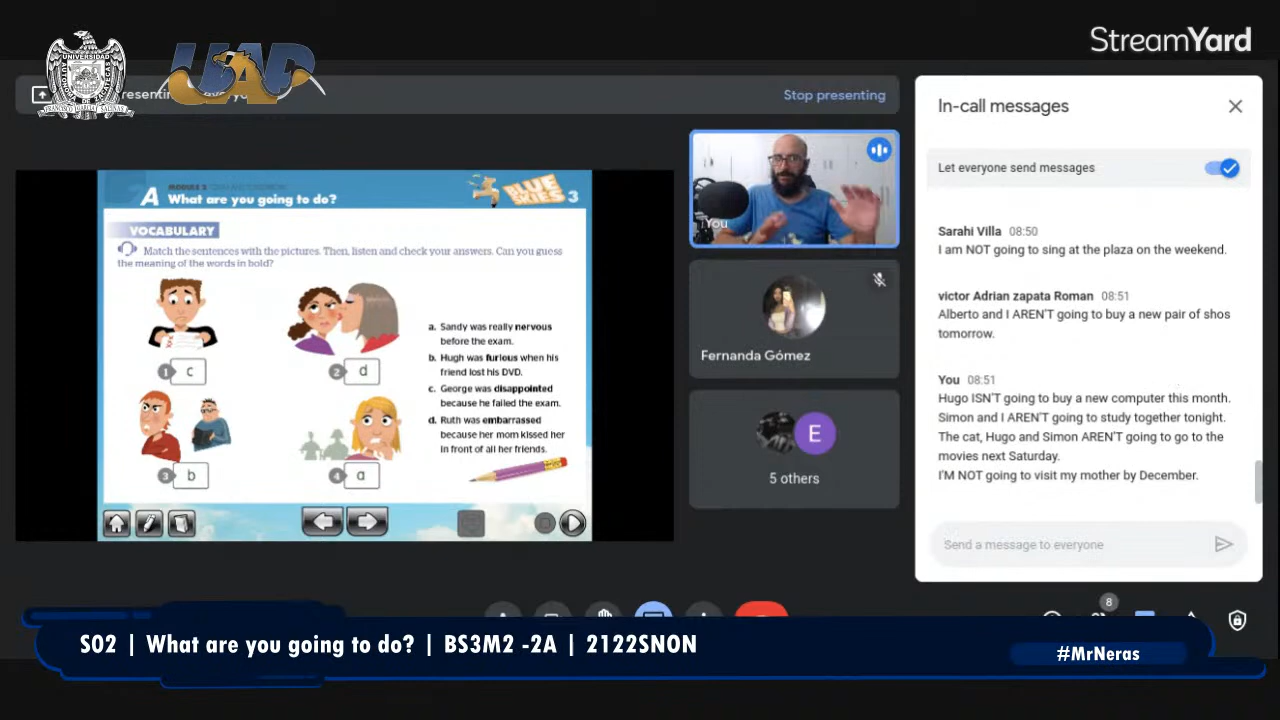 StreamYard
UNIVERSIDAD
UAP
Stop presenting
In-call messages
Let everyone send messages
Sarahi Villa 08:50
I am NOT going to sing at the plaza on the weekend.
victor Adrian zapata Roman 08:51
Alberto and I AREN'T going to buy a new pair of shos
tomorrow.
You 08:51
Hugo ISN'T going to buy a new computer this month.
Simon and I AREN'T going to study together tonight.
The cat, Hugo and Simon AREN'T going to go to the
movies next Saturday.
I'M NOT going to visit my mother by December.
Send a message to everyone
A
MODULE 2
What are you going to do?
BLUE
SKIES 3
VOCABULARY
Match the sentences with the pictures. Then, listen and check your answers. Can you guess
the meaning of the words in bold?
1 c
2 d
3 b
4 a
a. Sandy was really nervous
before the exam.
b. Hugh was furious when his
friend lost his DVD.
c. George was disappointed
because he failed the exam.
d. Ruth was embarrassed
because her mom kissed her
in front of all her friends.
You
Fernanda Gómez
E
5 others
8
S02 | What are you going to do? | BS3M2 -2A | 2122SNON
#MrNeras